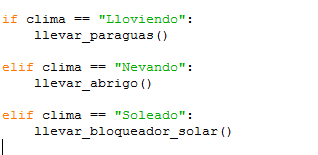 if clima == "Lloviendo":
    llevar_paraguas()
elif clima == "Nevando":
    llevar_abrigo()
elif clima == "Soleado":
    llevar_bloqueador_solar()